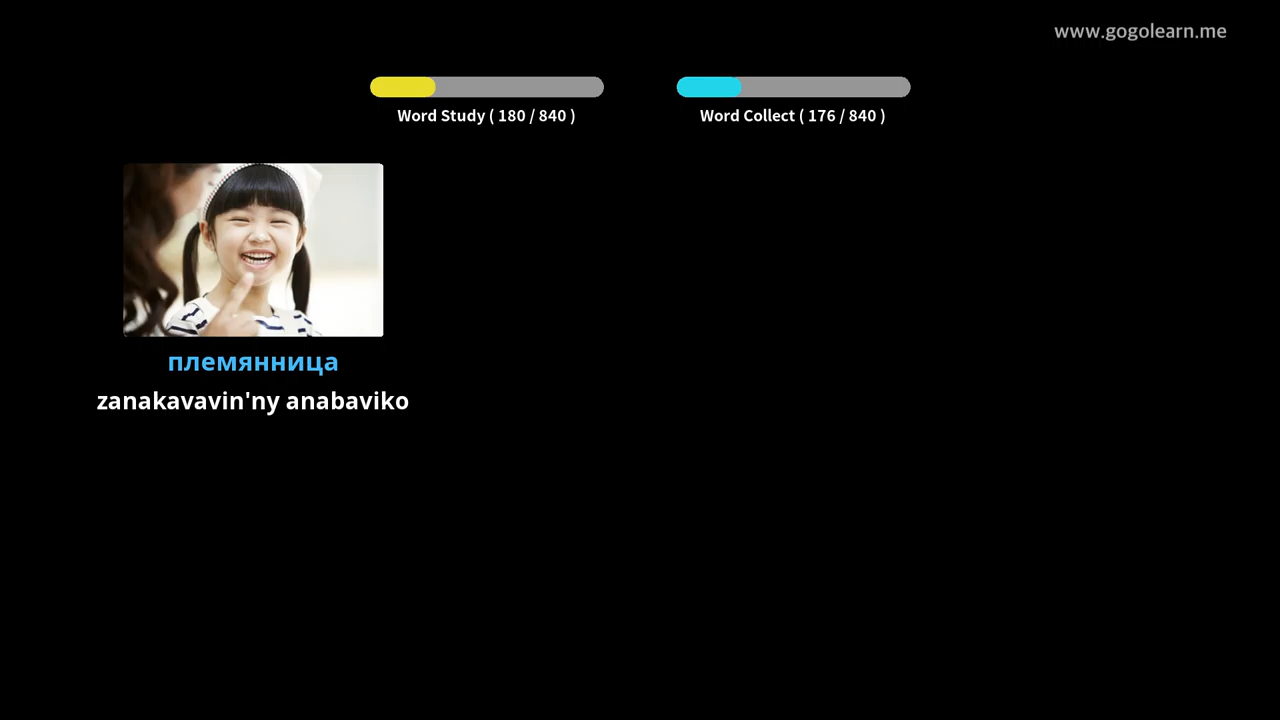 www.gogolearn.me
Word Study ( 180 / 840 )
Word Collect ( 176 / 840 )
племянница
zanakavavin'ny anabaviko